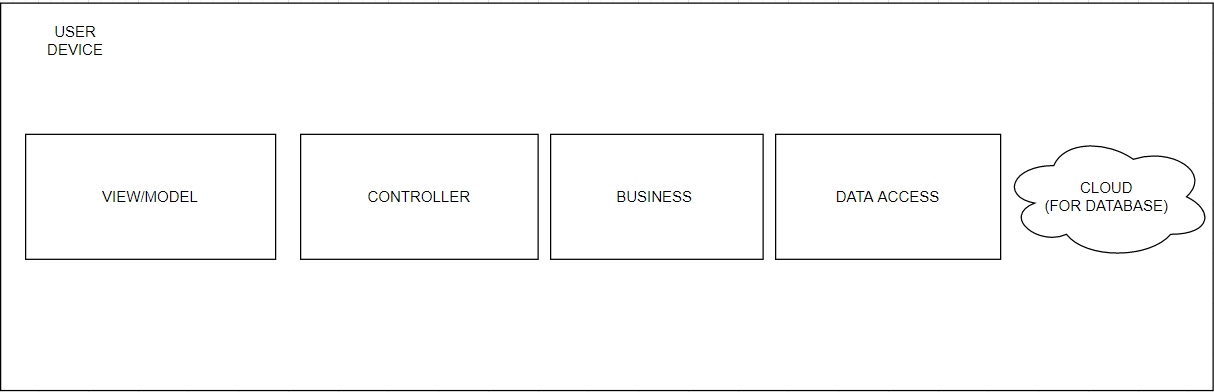 USER
DEVICE
VIEW/MODEL
CONTROLLER
BUSINESS
DATA ACCESS
CLOUD
(FOR DATABASE)